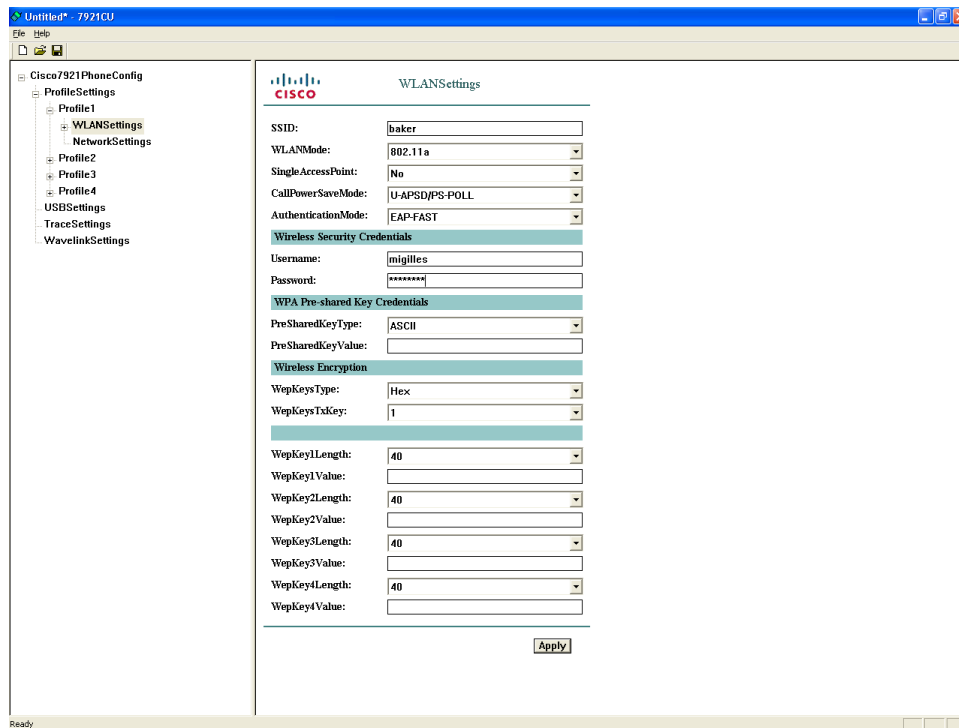 Untitled* - 7921CU
File Help
Cisco7921PhoneConfig
ProfileSettings
Profile1
WLANSettings
NetworkSettings
Profile2
Profile3
Profile4
USBSettings
TraceSettings
WavelinkSettings
CISCO
WLANSettings
SSID: baker
WLANMode: 802.11a
SingleAccessPoint: No
CallPowerSaveMode: U-APSD/PS-POLL
AuthenticationMode: EAP-FAST
Wireless Security Credentials
Username: migilles
Password: ********
WPA Pre-shared Key Credentials
PreSharedKeyType: ASCII
PreSharedKeyValue:
Wireless Encryption
WepKeysType: Hex
WepKeysTxKey: 1
WepKey1Length: 40
WepKey1Value:
WepKey2Length: 40
WepKey2Value:
WepKey3Length: 40
WepKey3Value:
WepKey4Length: 40
WepKey4Value:
Apply
Ready